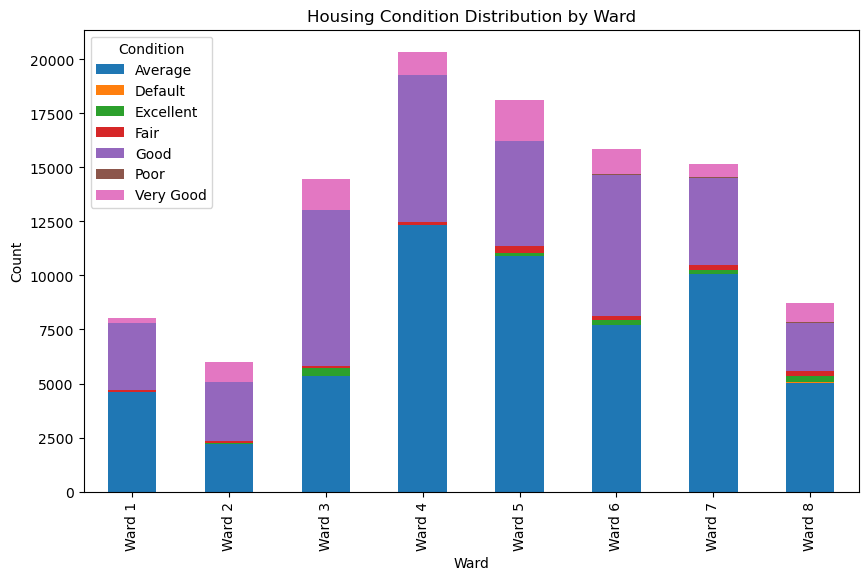 Housing Condition Distribution by Ward
Condition
Average
Default
Excellent
Fair
Good
Poor
Very Good
Count
20000
17500
15000
12500
10000
7500
5000
2500
0
Ward 1
Ward 2
Ward 3
Ward 4
Ward 5
Ward 6
Ward 7
Ward 8
Ward